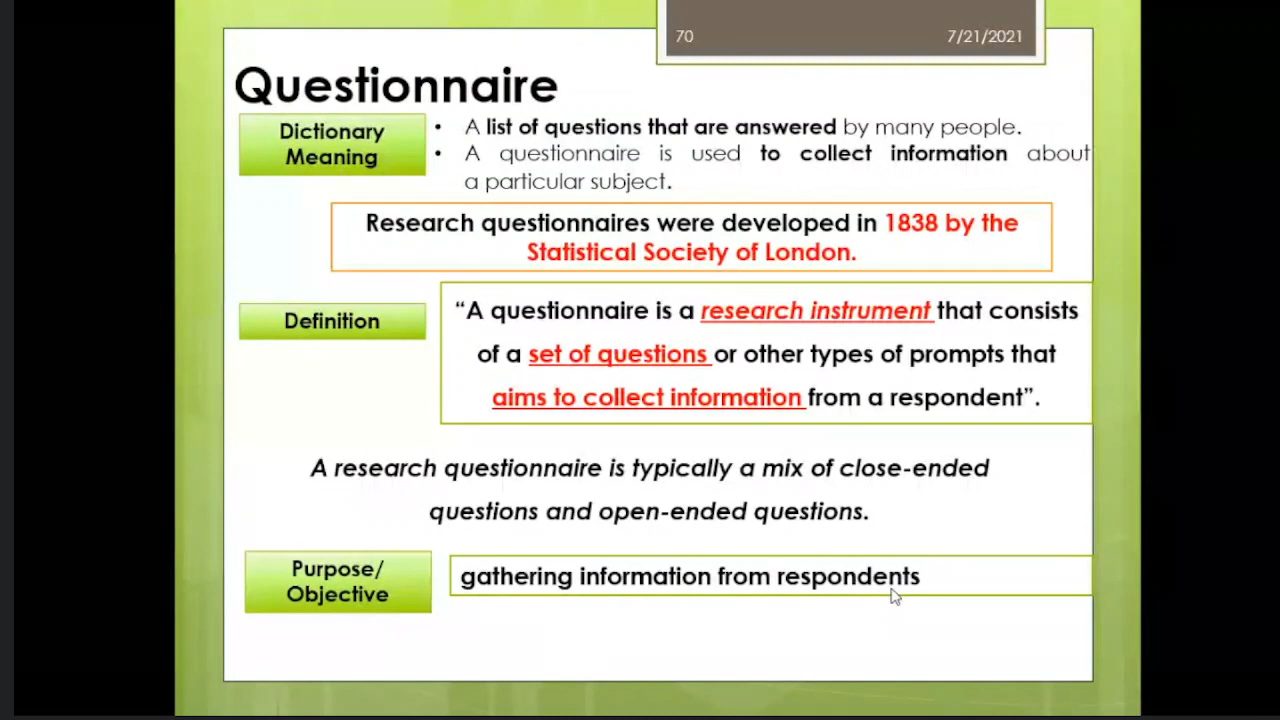 70 7/21/2021
Questionnaire
Dictionary
Meaning
• A list of questions that are answered by many people.
• A questionnaire is used to collect information about
a particular subject.
Research questionnaires were developed in 1838 by the
Statistical Society of London.
Definition
“A questionnaire is a research instrument that consists
of a set of questions or other types of prompts that
aims to collect information from a respondent”.
A research questionnaire is typically a mix of close-ended
questions and open-ended questions.
Purpose/
Objective
gathering information from respondents